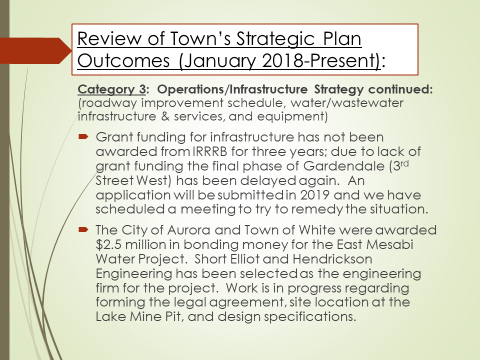 Review of Town's Strategic Plan
Outcomes (January 2018-Present):
Category 3: Operations/Infrastructure Strategy continued:
(roadway improvement schedule, water/wastewater
infrastructure & services, and equipment)
Grant funding for infrastructure has not been
awarded from IRRRB for three years; due to lack of
grant funding the final phase of Gardendale (3rd
Street West) has been delayed again. An
application will be submitted in 2019 and we have
scheduled a meeting to try to remedy the situation.
The City of Aurora and Town of White were awarded
$2.5 million in bonding money for the East Mesabi
Water Project. Short Elliot and Hendrickson
Engineering has been selected as the engineering
firm for the project. Work is in progress regarding
forming the legal agreement, site location at the
Lake Mine Pit, and design specifications.